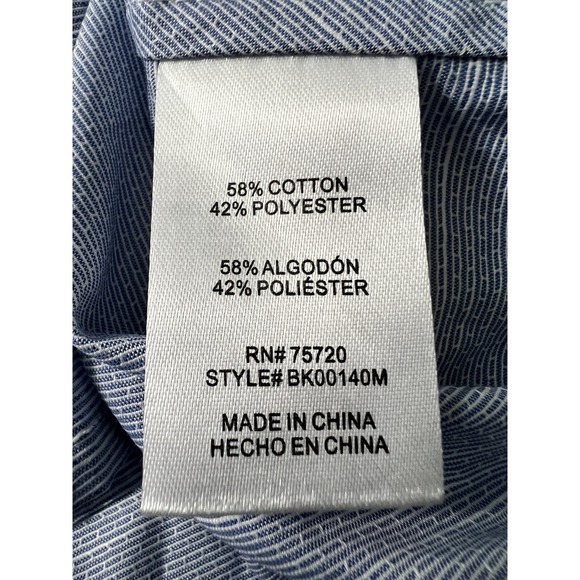 58% COTTON
42% POLYESTER
58% ALGODÓN
42% POLIÉSTER
RN# 75720
STYLE# BK00140M
MADE IN CHINA
HECHO EN CHINA